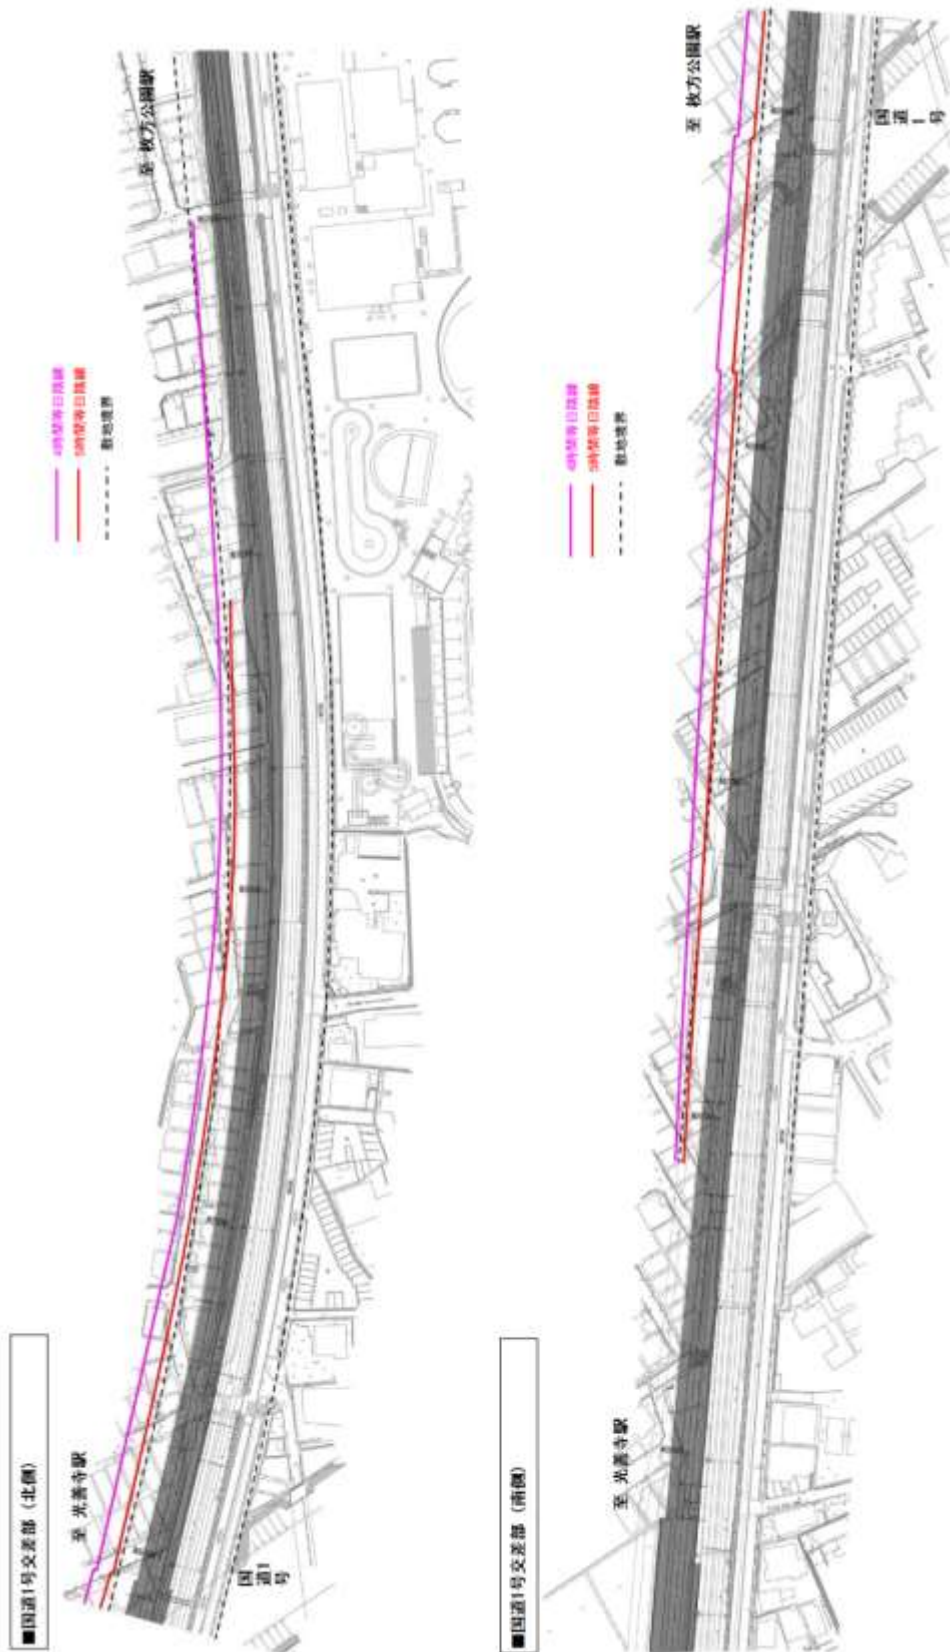 ■国道1号交差部（北側）
至 光善寺駅
国道1号
4時間等日陰線
5時間等日陰線
敷地境界
至 枚方公園駅
■国道1号交差部（南側）
至 光善寺駅
4時間等日陰線
5時間等日陰線
敷地境界
至 枚方公園駅
国道1号